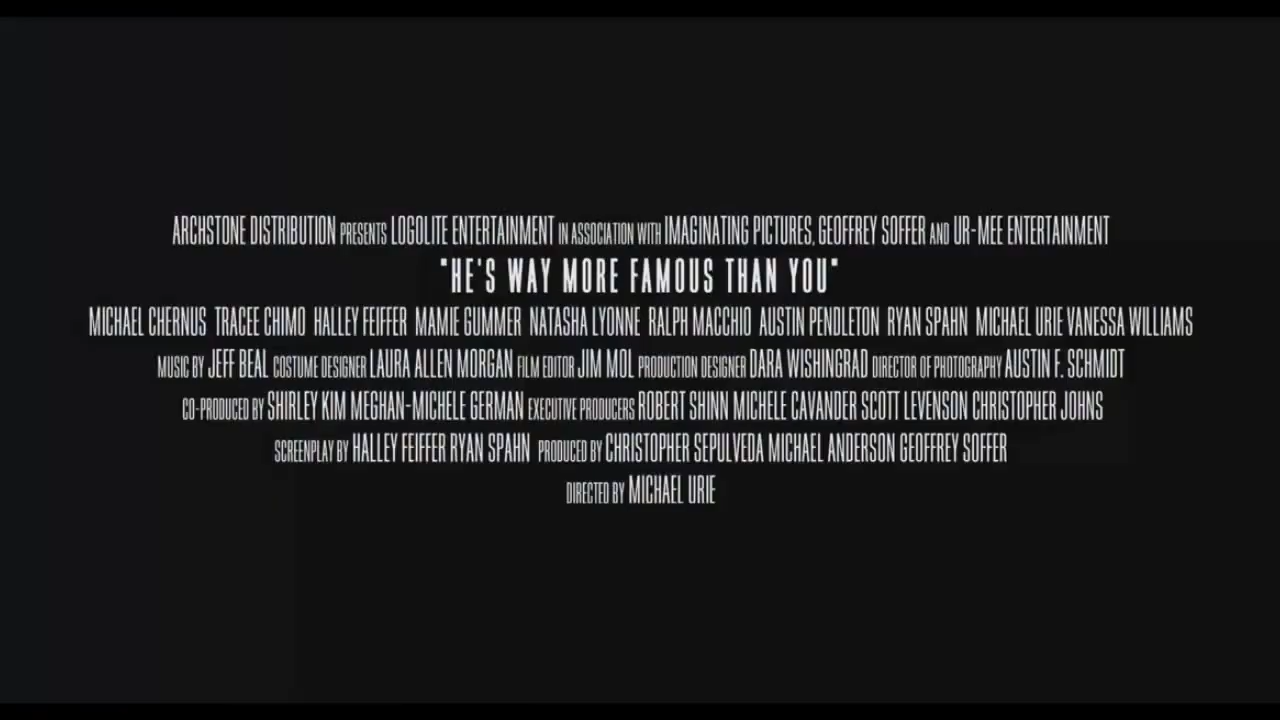 ARCHSTONE DISTRIBUTION PRESENTS LOGOLITE ENTERTAINMENT IN ASSOCIATION WITH IMAGINATING PICTURES, GEOFFREY SOFFER AND UR-MEE ENTERTAINMENT
"HE'S WAY MORE FAMOUS THAN YOU"
MICHAEL CHERNUS TRACEE CHIMO HALLEY FEIFFER MAMIE GUMMER NATASHA LYONNE RALPH MACCHIO AUSTIN PENDLETON RYAN SPAHN MICHAEL URIE VANESSA WILLIAMS
MUSIC BY JEFF BEAL COSTUME DESIGNER LAURA ALLEN MORGAN FILM EDITOR JIM MOL PRODUCTION DESIGNER DARA WISHINGRAD DIRECTOR OF PHOTOGRAPHY AUSTIN F. SCHMIDT
CO-PRODUCED BY SHIRLEY KIM MEGHAN-MICHELE GERMAN EXECUTIVE PRODUCERS ROBERT SHINN MICHELE CAVANDER SCOTT LEVENSON CHRISTOPHER JOHNS
SCREENPLAY BY HALLEY FEIFFER RYAN SPAHN PRODUCED BY CHRISTOPHER SEPULVEDA MICHAEL ANDERSON GEOFFREY SOFFER
DIRECTED BY MICHAEL URIE